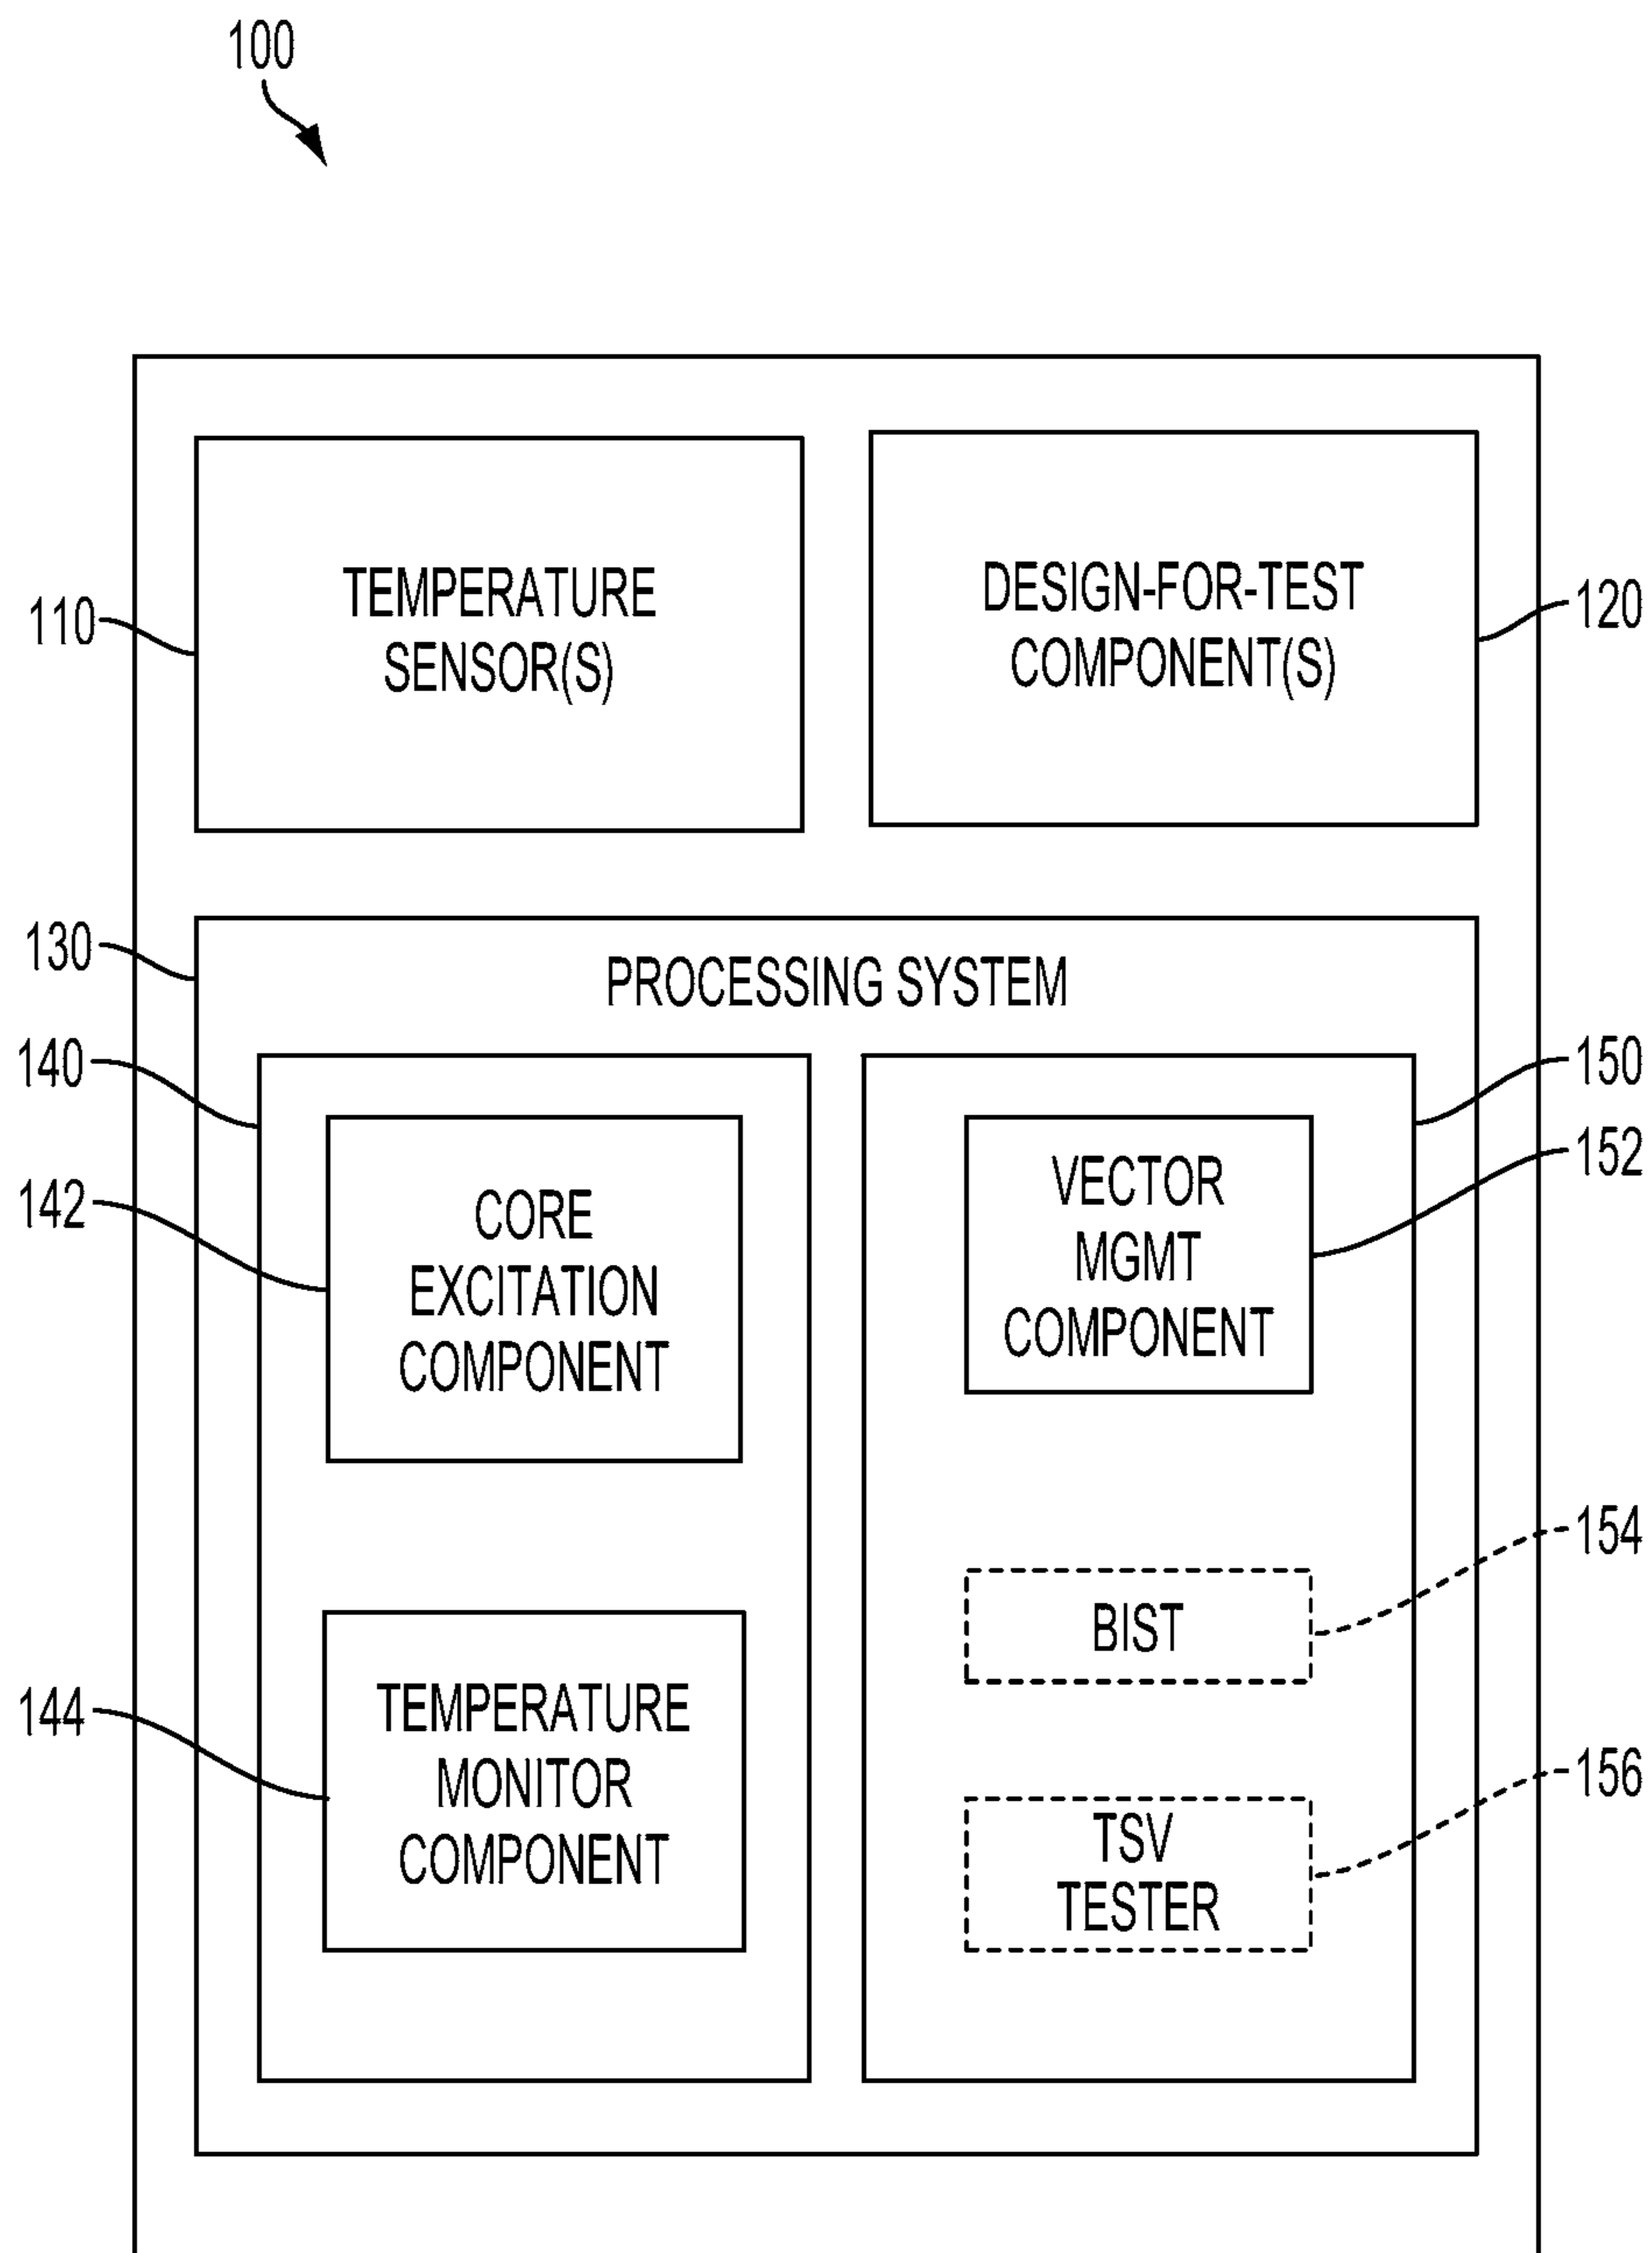 100
110
TEMPERATURE
SENSOR(S)
DESIGN-FOR-TEST
COMPONENT(S)
120
130
PROCESSING SYSTEM
140
150
142
CORE
EXCITATION
COMPONENT
VECTOR
MGMT
COMPONENT
152
BIST
154
144
TEMPERATURE
MONITOR
COMPONENT
TSV
TESTER
156